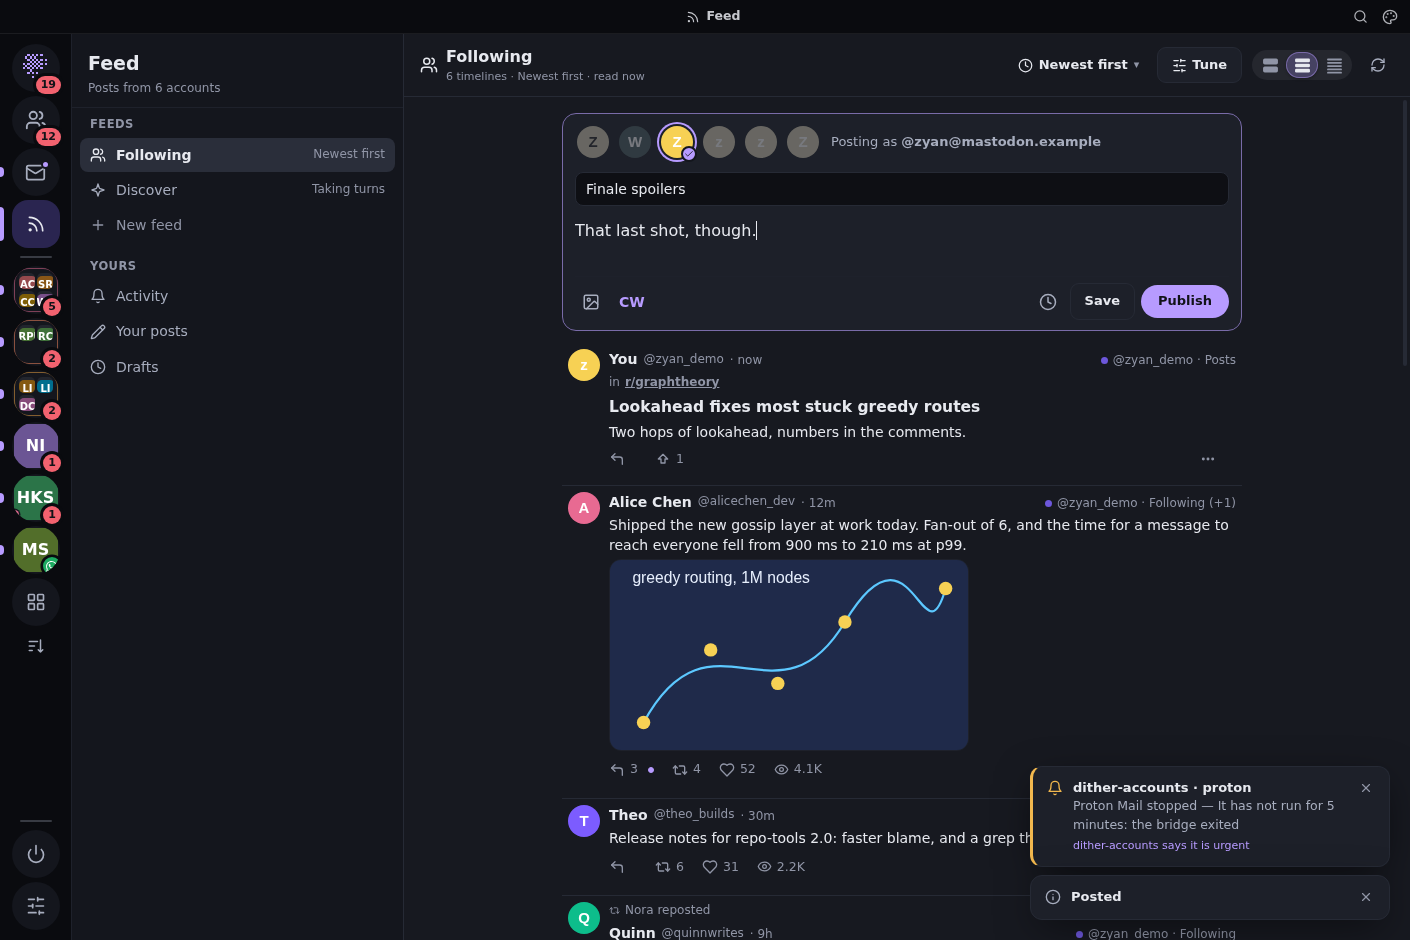 Feed
19
12
AC SR
CC
5
RP RC
2
LI LI
DC
2
NI
1
HKS
1
MS
Feed
Posts from 6 accounts
FEEDS
Following Newest first
Discover Taking turns
New feed
YOURS
Activity
Your posts
Drafts
Following
6 timelines · Newest first · read now
Newest first
Tune
Z W Z z z Z Posting as @zyan@mastodon.example
Finale spoilers
That last shot, though.
CW
Save
Publish
z
You @zyan_demo · now
@zyan_demo · Posts
in r/graphtheory
Lookahead fixes most stuck greedy routes
Two hops of lookahead, numbers in the comments.
1
A
Alice Chen @alicechen_dev · 12m
@zyan_demo · Following (+1)
Shipped the new gossip layer at work today. Fan-out of 6, and the time for a message to
reach everyone fell from 900 ms to 210 ms at p99.
greedy routing, 1M nodes
3 4 52 4.1K
T
Theo @theo_builds · 30m
Release notes for repo-tools 2.0: faster blame, and a grep
6 31 2.2K
Nora reposted
Q
Quinn @quinnwrites · 9h
@zyan_demo · Following
dither-accounts · proton
Proton Mail stopped — It has not run for 5
minutes: the bridge exited
dither-accounts says it is urgent
Posted